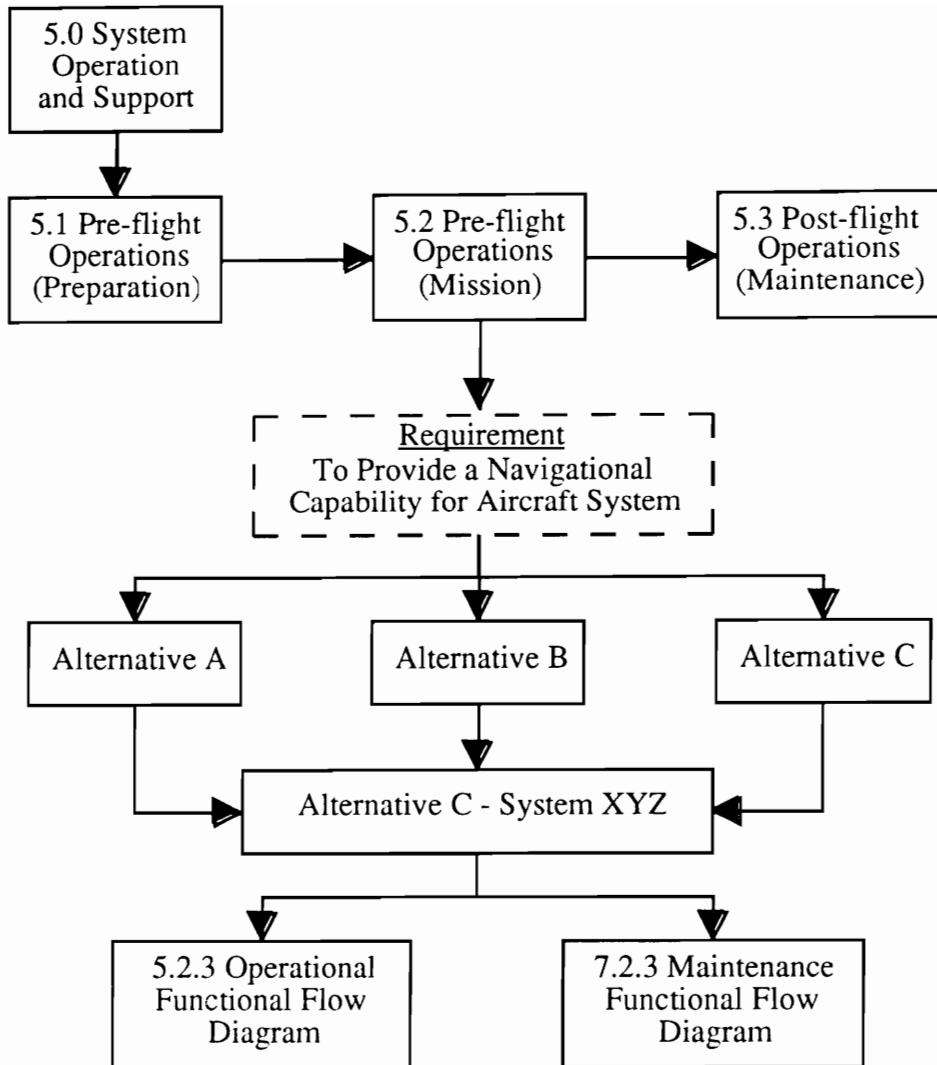 5.0 System
Operation
and Support
5.1 Pre-flight
Operations
(Preparation)
5.2 Pre-flight
Operations
(Mission)
5.3 Post-flight
Operations
(Maintenance)
Requirement
To Provide a Navigational
Capability for Aircraft System
Alternative A
Alternative B
Alternative C
Alternative C - System XYZ
5.2.3 Operational
Functional Flow
Diagram
7.2.3 Maintenance
Functional Flow
Diagram